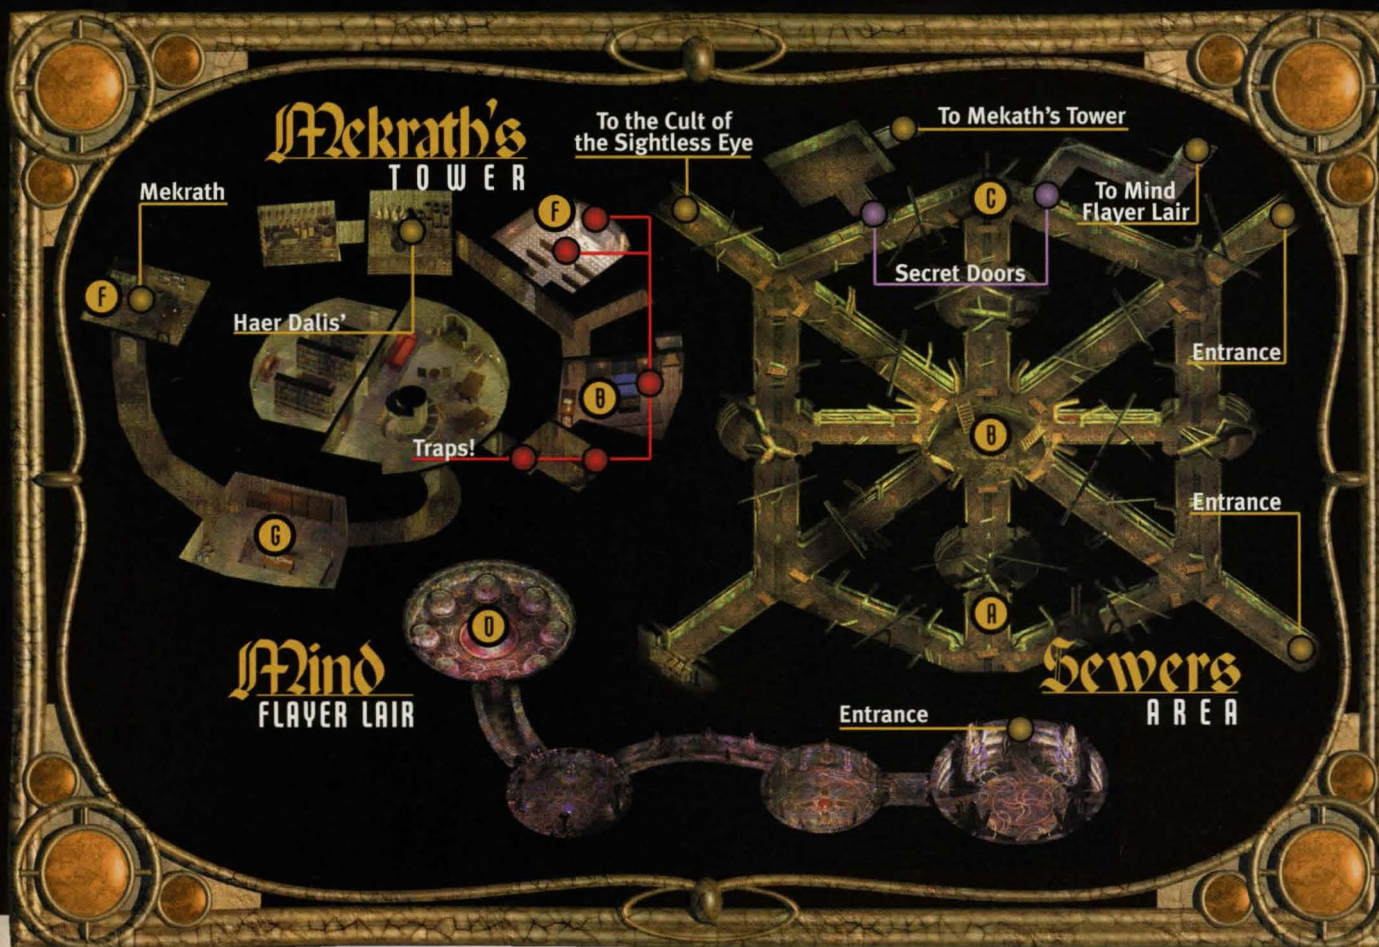 Mekrath's
TOWER
Mekrath
F
Haer Dalis'
F
B
Traps!
G
To the Cult of
the Sightless Eye
To Mekath's Tower
C
To Mind
Flayer Lair
Secret Doors
Entrance
B
Entrance
A
Sewers
AREA
Mind
FLAYER LAIR
D
Entrance